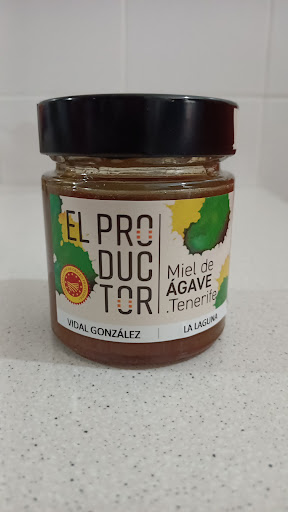 EL PRO
DUC
TOR
Miel de
ÁGAVE
.Tenerife
VIDAL GONZÁLEZ
LA LAGUNA